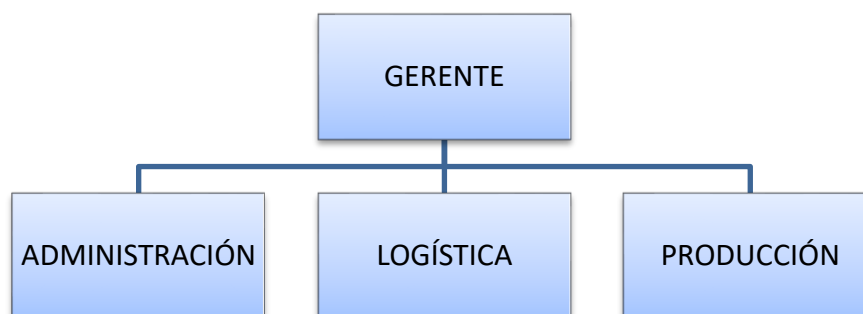 GERENTE
ADMINISTRACIÓN
LOGÍSTICA
PRODUCCIÓN